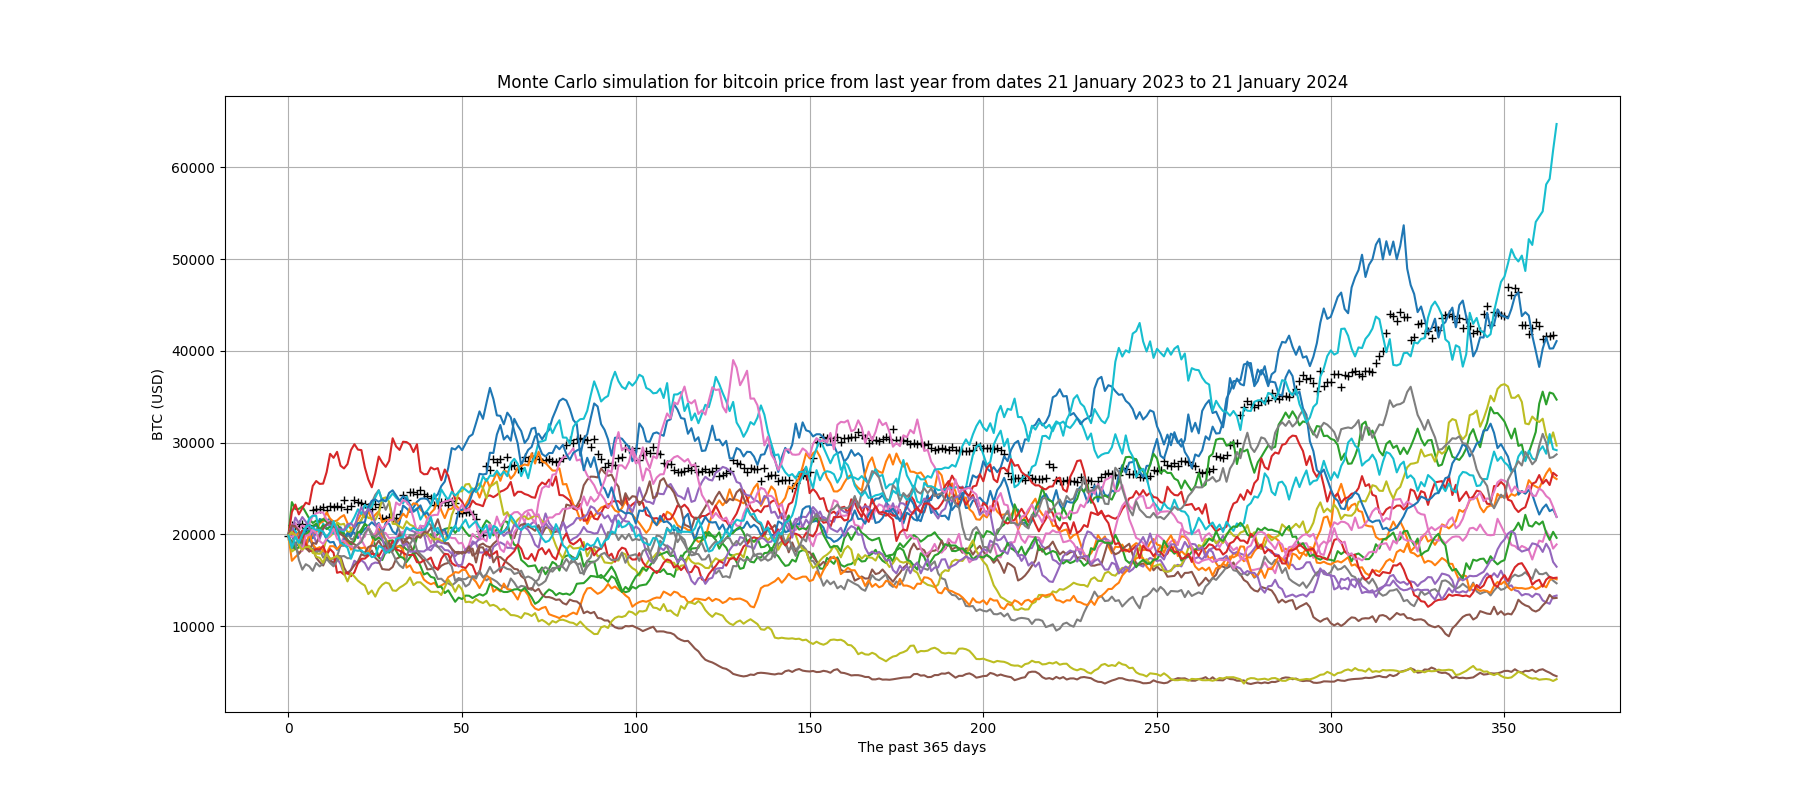 Monte Carlo simulation for bitcoin price from last year from dates 21 January 2023 to 21 January 2024
60000
50000
40000
30000
20000
10000
BTC (USD)
0 50 100 150 200 250 300 350
The past 365 days